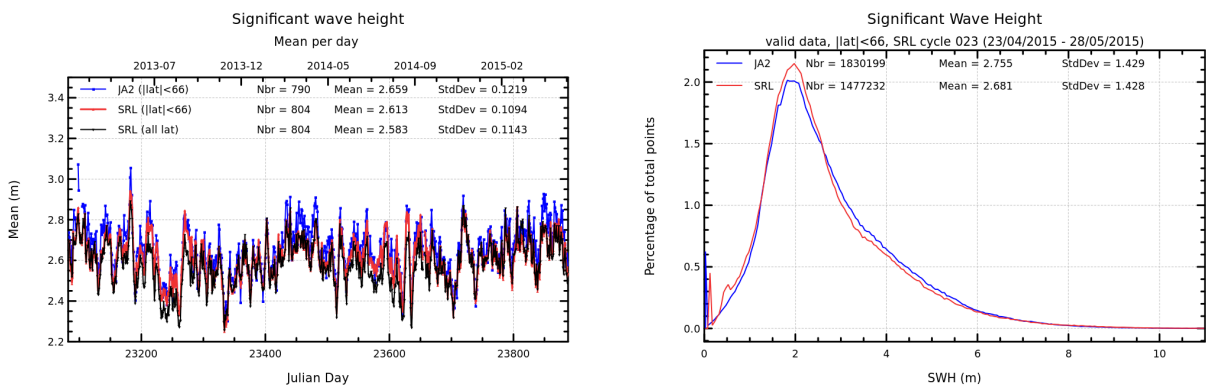 Significant wave height
Mean per day
2013-07 2013-12 2014-05 2014-09 2015-02
JA2 (|lat|<66) Nbr = 790 Mean = 2.659 StdDev = 0.1219
SRL (|lat|<66) Nbr = 804 Mean = 2.613 StdDev = 0.1094
SRL (all lat) Nbr = 804 Mean = 2.583 StdDev = 0.1143
Mean (m)
3.4
3.2
3.0
2.8
2.6
2.4
2.2
23200 23400 23600 23800
Julian Day
Significant Wave Height
valid data, |lat|<66, SRL cycle 023 (23/04/2015 - 28/05/2015)
JA2 Nbr = 1830199 Mean = 2.755 StdDev = 1.429
SRL Nbr = 1477232 Mean = 2.681 StdDev = 1.428
Percentage of total points
2.0
1.5
1.0
0.5
0.0
0 2 4 6 8 10
SWH (m)